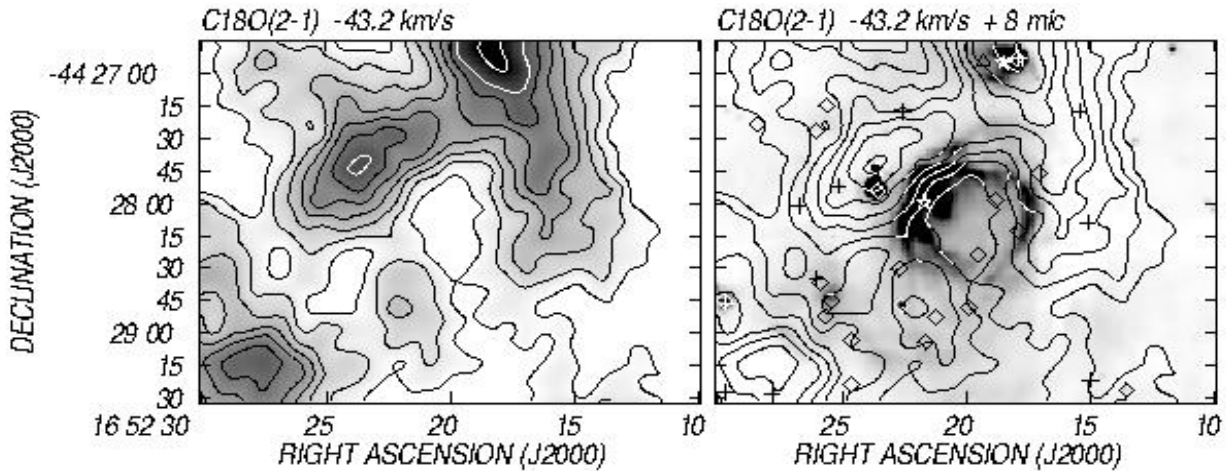 C18O(2-1) -43.2 km/s
C18O(2-1) -43.2 km/s + 8 mic
DECLINATION (J2000)
-44 27 00
15
30
45
28 00
15
30
45
29 00
15
30
16 52 30 25 20 15 10
25 20 15 10
RIGHT ASCENSION (J2000)
RIGHT ASCENSION (J2000)